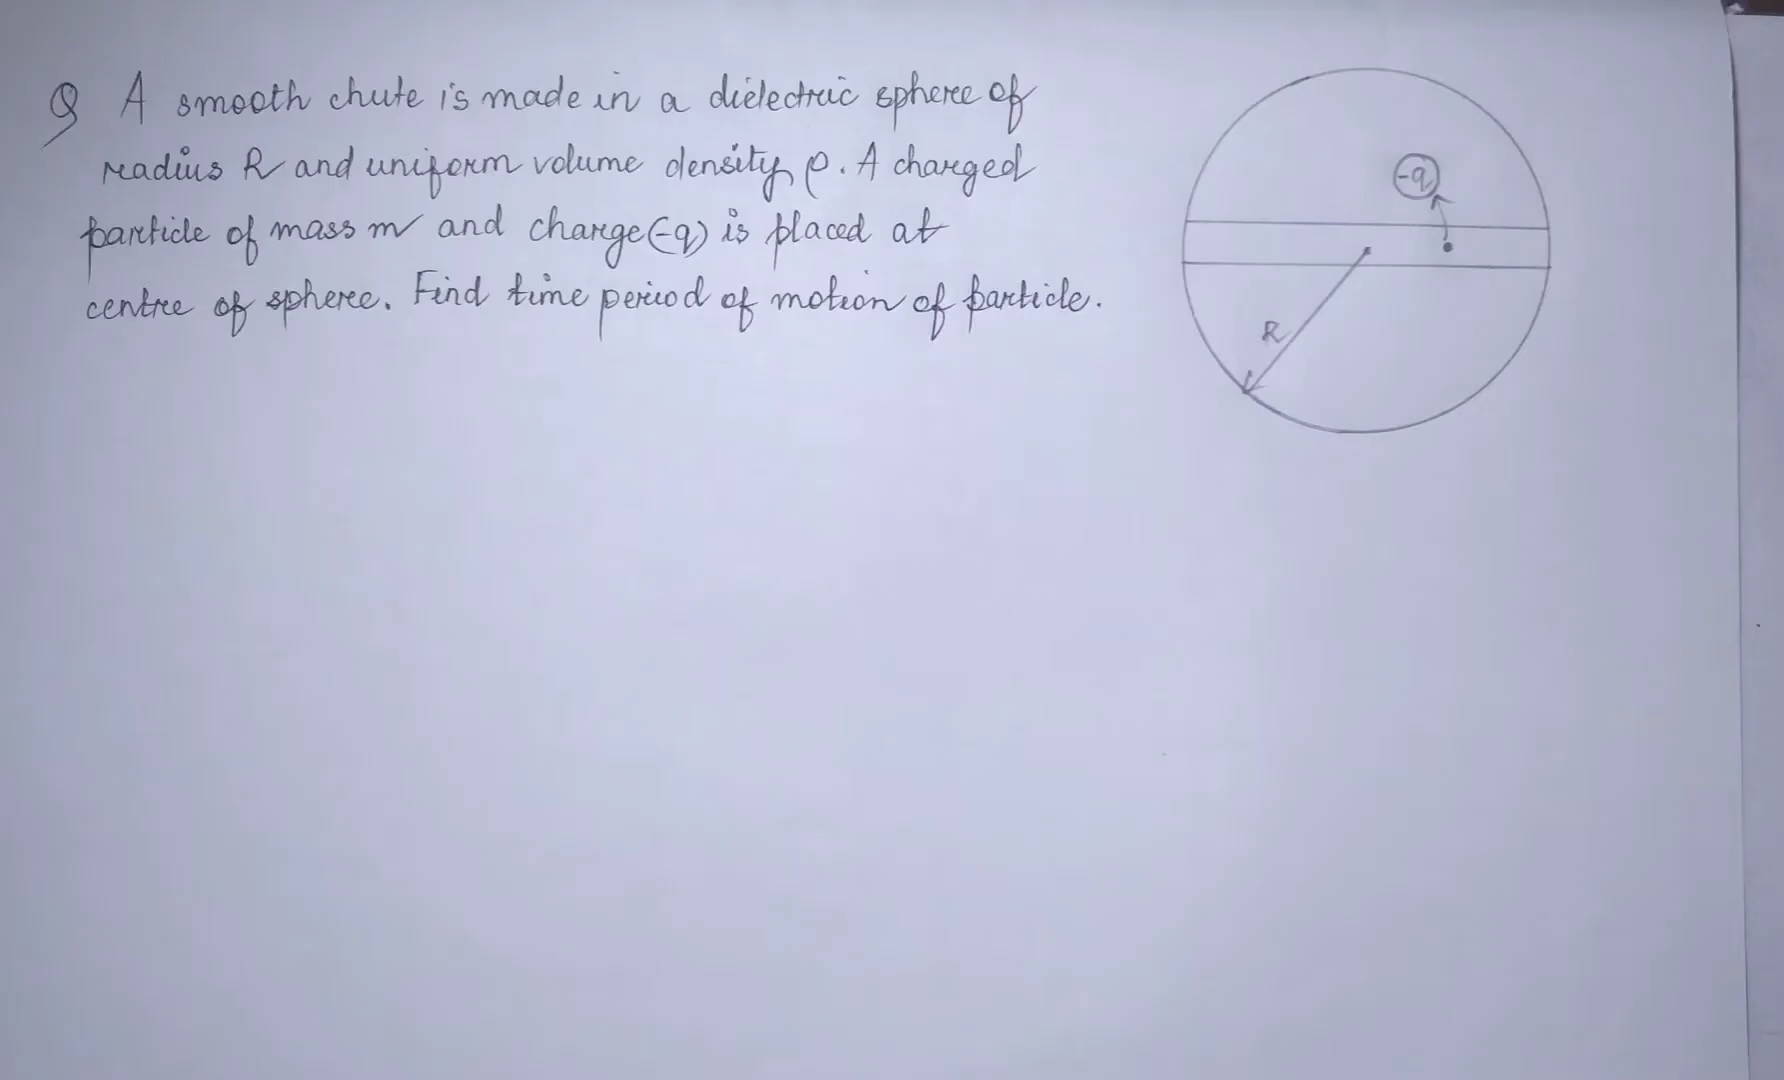 Q A smooth chute is made in a dielectric sphere of
radius R and uniform volume density ρ. A charged
particle of mass m and charge (-q) is placed at
centre of sphere. Find time period of motion of particle.
-q
R